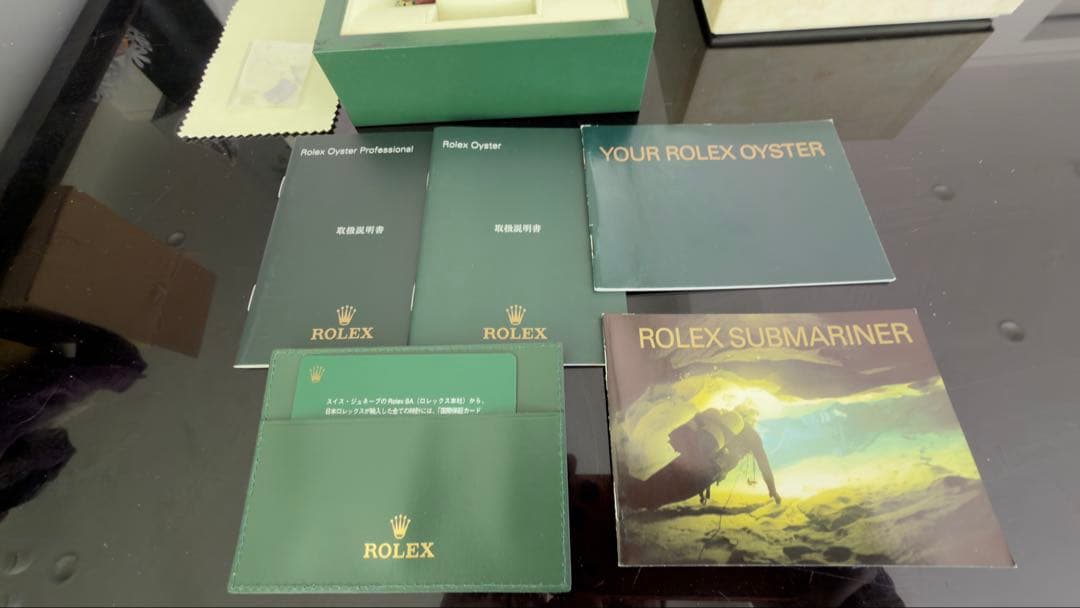 Rolex Oyster Professional
取扱説明書
ROLEX
Rolex Oyster
取扱説明書
ROLEX
YOUR ROLEX OYSTER
ROLEX SUBMARINER
スイス・ジュネーブの Rolex SA（ロレックス本社）から、
日本ロレックスが輸入した全ての時計には、「国際保証カード
ROLEX